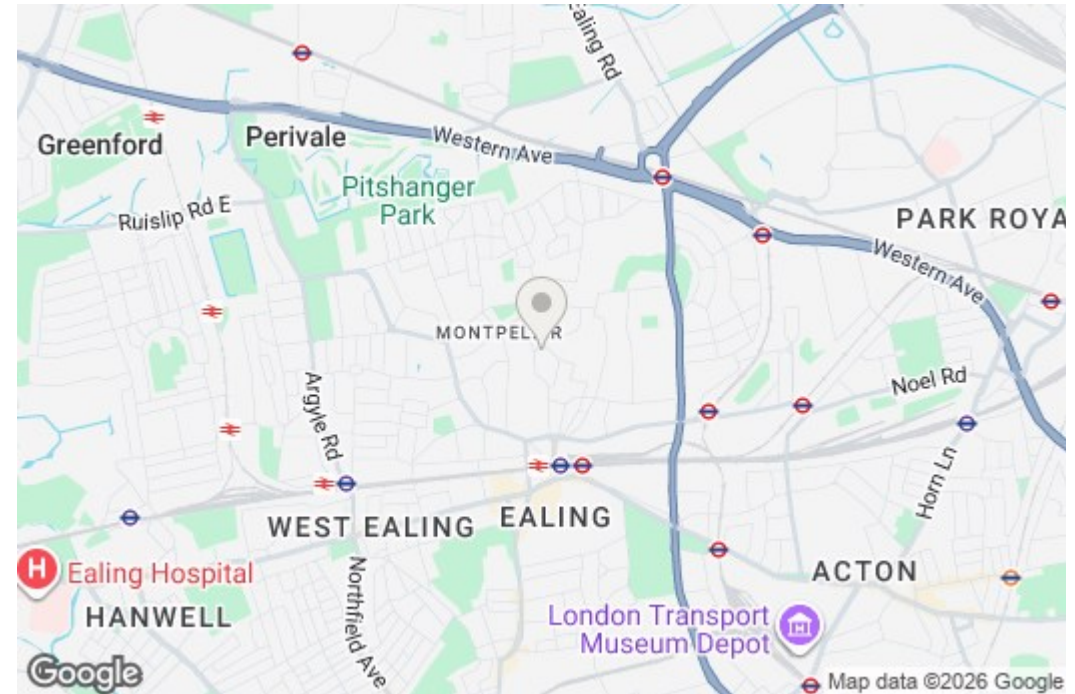 Ealing Rd
Greenford
Perivale
Western Ave
Pitshanger
Park
Ruislip Rd E
PARK ROYA
Western Ave
MONTPEL
R
Argyle Rd
Noel Rd
Horn Ln
WEST EALING
EALING
H
Ealing Hospital
HANWELL
Northfield Ave
ACTON
London Transport
Museum Depot
Google
Map data ©2026 Google